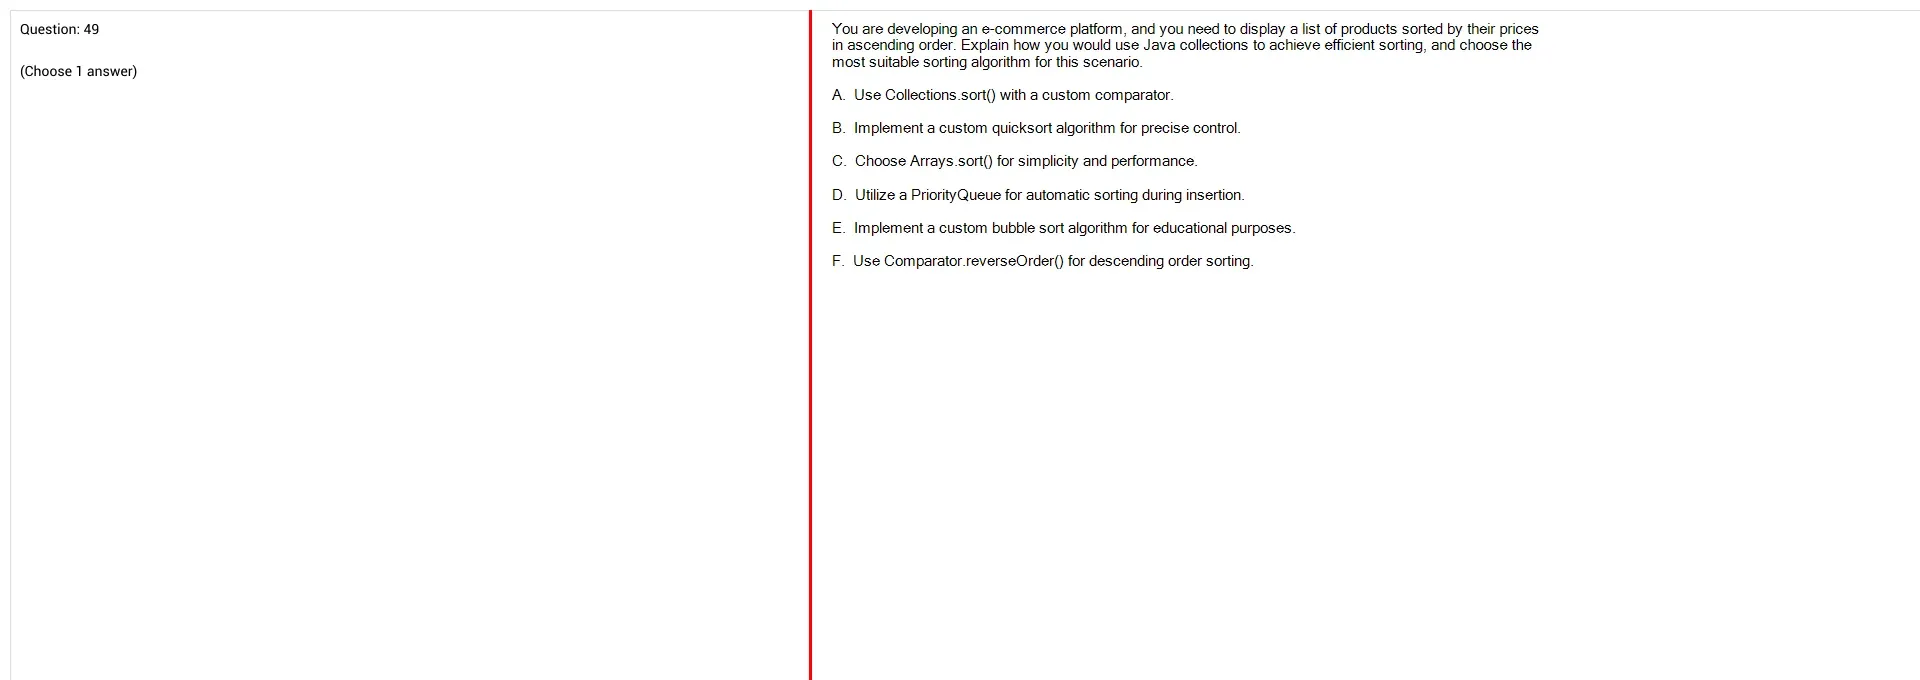 Question: 49
(Choose 1 answer)
You are developing an e-commerce platform, and you need to display a list of products sorted by their prices
in ascending order. Explain how you would use Java collections to achieve efficient sorting, and choose the
most suitable sorting algorithm for this scenario.
A. Use Collections.sort() with a custom comparator.
B. Implement a custom quicksort algorithm for precise control.
C. Choose Arrays.sort() for simplicity and performance.
D. Utilize a PriorityQueue for automatic sorting during insertion.
E. Implement a custom bubble sort algorithm for educational purposes.
F. Use Comparator.reverseOrder() for descending order sorting.